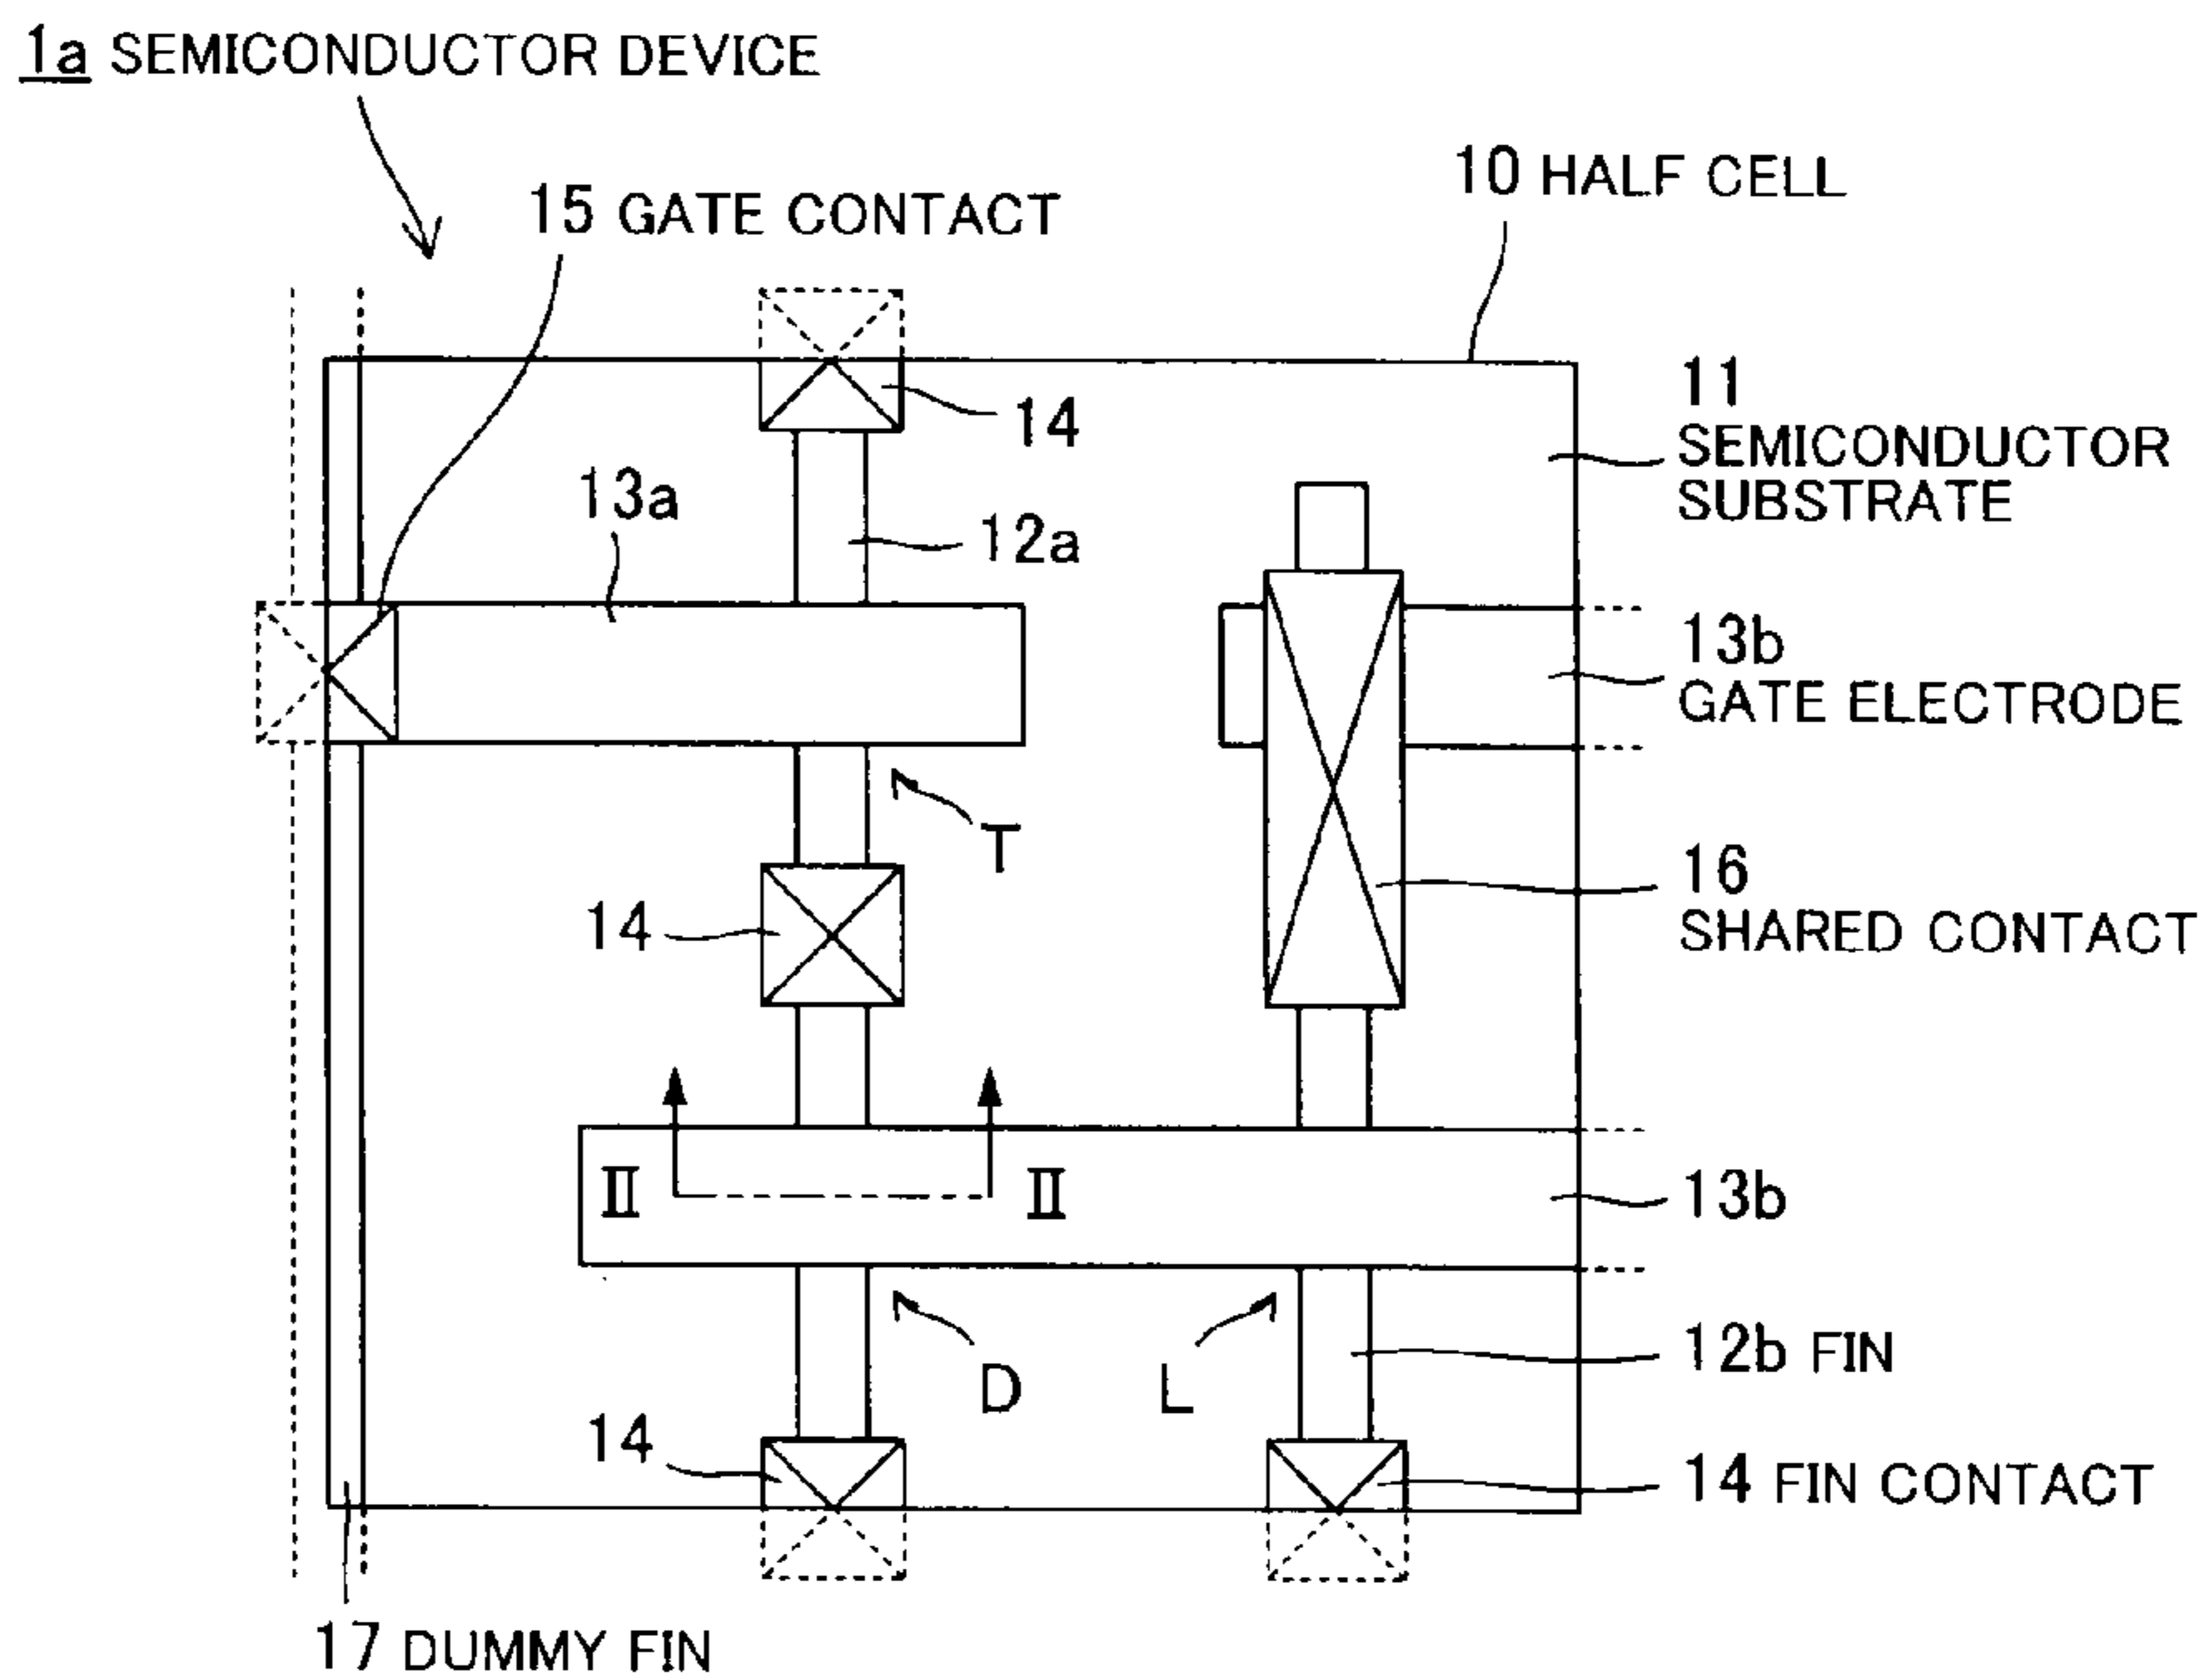 1a SEMICONDUCTOR DEVICE
10 HALF CELL
15 GATE CONTACT
11
SEMICONDUCTOR
SUBSTRATE
14
13a
12a
13b
GATE ELECTRODE
T
16
SHARED CONTACT
14
II
II
13b
12b FIN
D
L
14
14 FIN CONTACT
17 DUMMY FIN